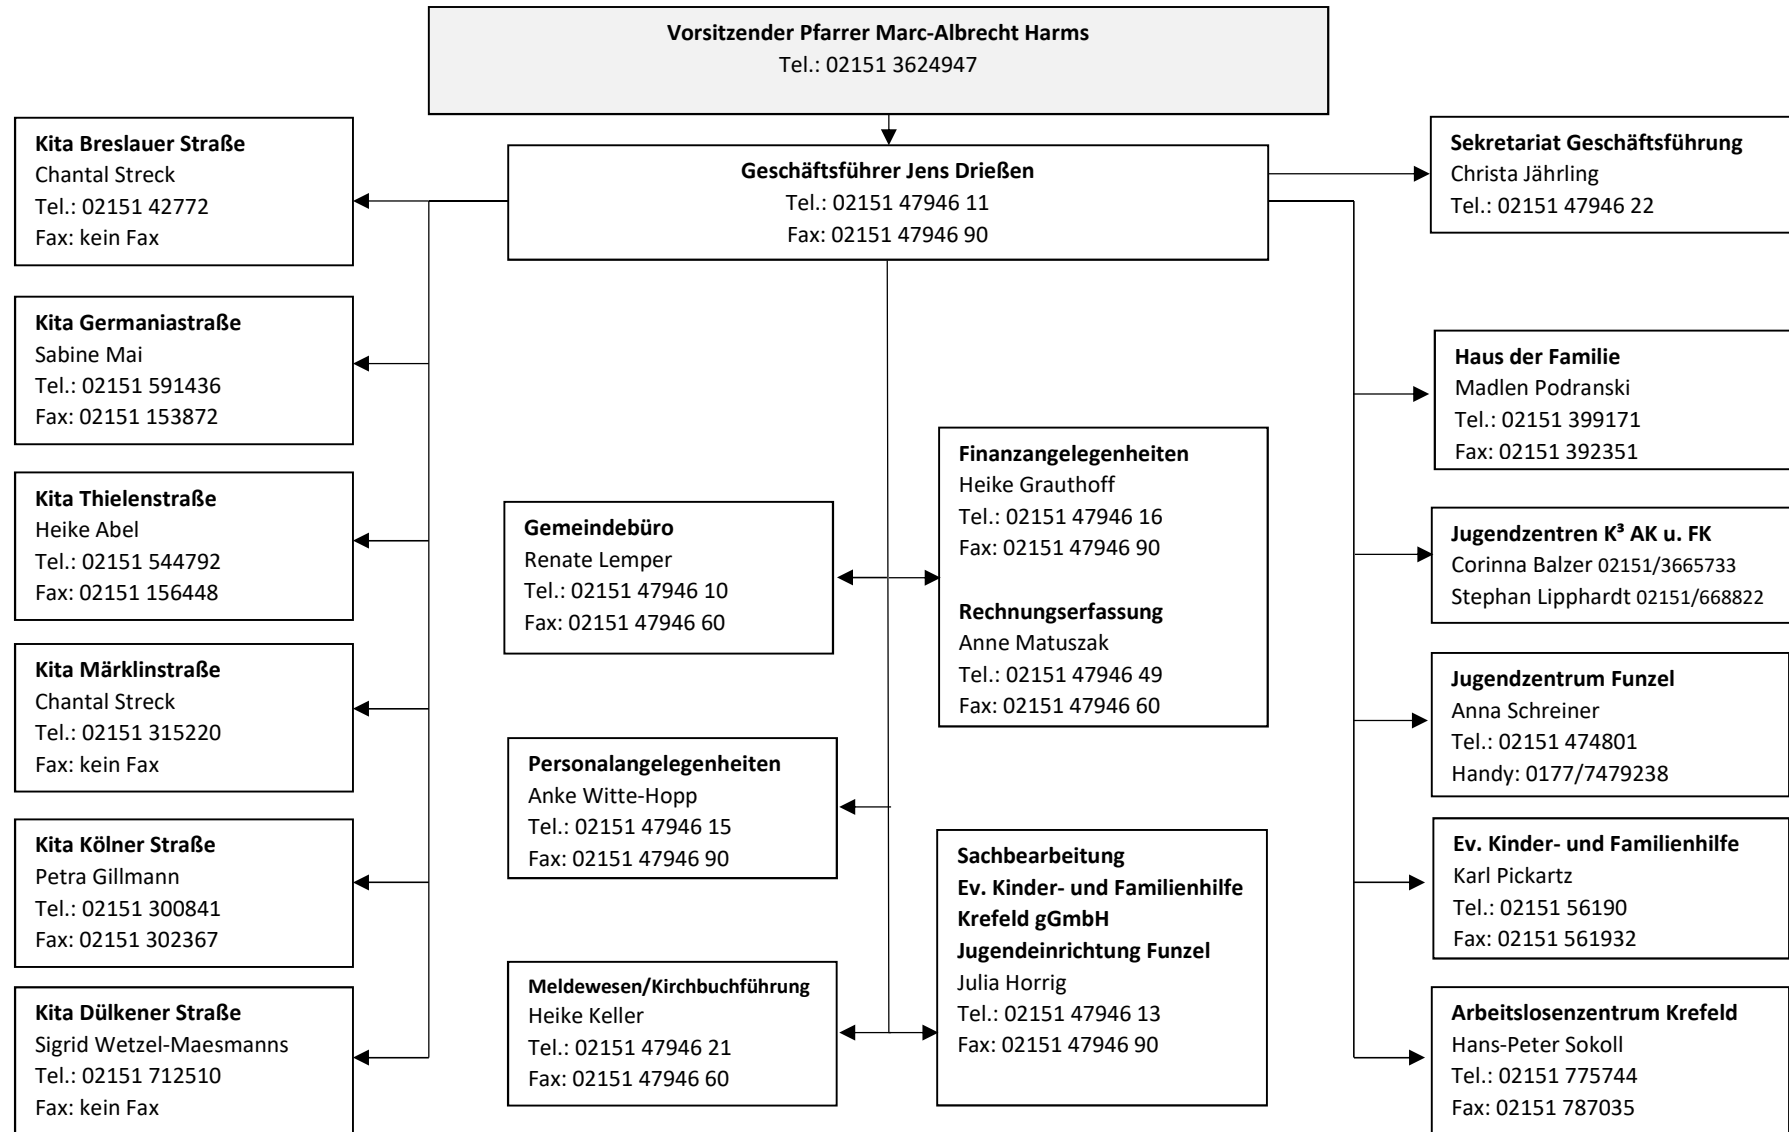 Vorsitzender Pfarrer Marc-Albrecht Harms
Tel.: 02151 3624947
Geschäftsführer Jens Drießen
Tel.: 02151 47946 11
Fax: 02151 47946 90
Sekretariat Geschäftsführung
Christa Jährling
Tel.: 02151 47946 22
Kita Breslauer Straße
Chantal Streck
Tel.: 02151 42772
Fax: kein Fax
Kita Germaniastraße
Sabine Mai
Tel.: 02151 591436
Fax: 02151 153872
Kita Thielenstraße
Heike Abel
Tel.: 02151 544792
Fax: 02151 156448
Kita Märklinstraße
Chantal Streck
Tel.: 02151 315220
Fax: kein Fax
Kita Kölner Straße
Petra Gillmann
Tel.: 02151 300841
Fax: 02151 302367
Kita Dülkener Straße
Sigrid Wetzel-Maesmanns
Tel.: 02151 712510
Fax: kein Fax
Gemeindebüro
Renate Lemper
Tel.: 02151 47946 10
Fax: 02151 47946 60
Personalangelegenheiten
Anke Witte-Hopp
Tel.: 02151 47946 15
Fax: 02151 47946 90
Meldewesen/Kirchbuchführung
Heike Keller
Tel.: 02151 47946 21
Fax: 02151 47946 60
Finanzangelegenheiten
Heike Grauthoff
Tel.: 02151 47946 16
Fax: 02151 47946 90
Rechnungserfassung
Anne Matuszak
Tel.: 02151 47946 49
Fax: 02151 47946 60
Sachbearbeitung
Ev. Kinder- und Familienhilfe
Krefeld gGmbH
Jugendeinrichtung Funzel
Julia Horrig
Tel.: 02151 47946 13
Fax: 02151 47946 90
Haus der Familie
Madlen Podranski
Tel.: 02151 399171
Fax: 02151 392351
Jugendzentren K³ AK u. FK
Corinna Balzer 02151/3665733
Stephan Lipphardt 02151/668822
Jugendzentrum Funzel
Anna Schreiner
Tel.: 02151 474801
Handy: 0177/7479238
Ev. Kinder- und Familienhilfe
Karl Pickartz
Tel.: 02151 56190
Fax: 02151 561932
Arbeitslosenzentrum Krefeld
Hans-Peter Sokoll
Tel.: 02151 775744
Fax: 02151 787035